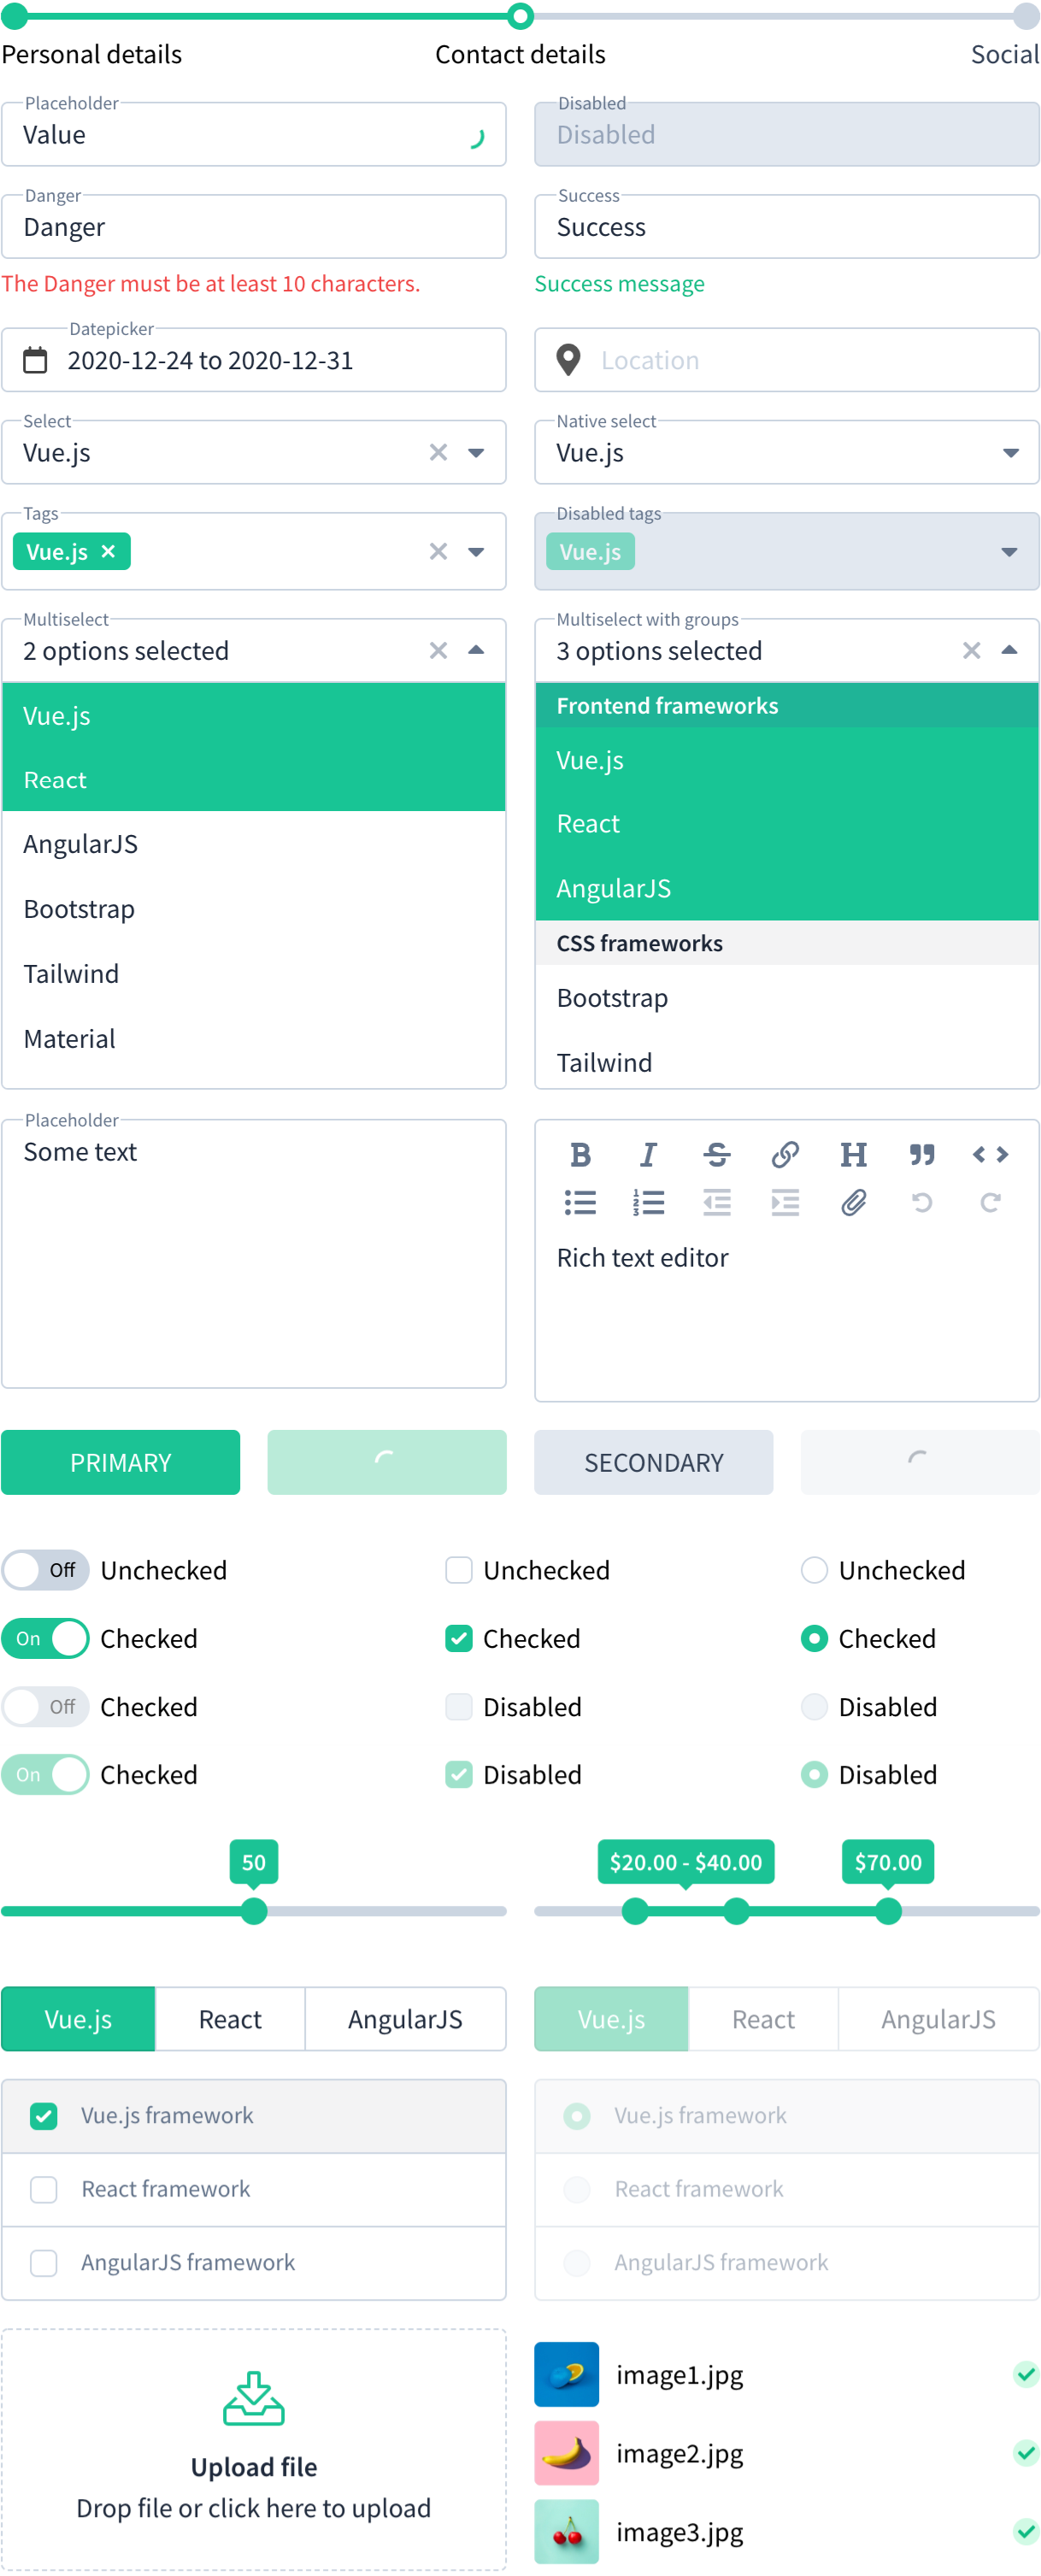 Personal details
Contact details
Social
Placeholder
Value
Disabled
Disabled
Danger
Danger
Success
Success
The Danger must be at least 10 characters.
Success message
Datepicker
2020-12-24 to 2020-12-31
Location
Select
Vue.js
Native select
Vue.js
Tags
Vue.js
Disabled tags
Vue.js
Multiselect
2 options selected
Vue.js
React
AngularJS
Bootstrap
Tailwind
Material
Multiselect with groups
3 options selected
Frontend frameworks
Vue.js
React
AngularJS
CSS frameworks
Bootstrap
Tailwind
Placeholder
Some text
Rich text editor
PRIMARY
SECONDARY
Off Unchecked
Unchecked
Unchecked
On Checked
Checked
Checked
Off Checked
Disabled
Disabled
On Checked
Disabled
Disabled
50
$20.00 - $40.00
$70.00
Vue.js
React
AngularJS
Vue.js
React
AngularJS
Vue.js framework
React framework
AngularJS framework
Vue.js framework
React framework
AngularJS framework
Upload file
Drop file or click here to upload
image1.jpg
image2.jpg
image3.jpg